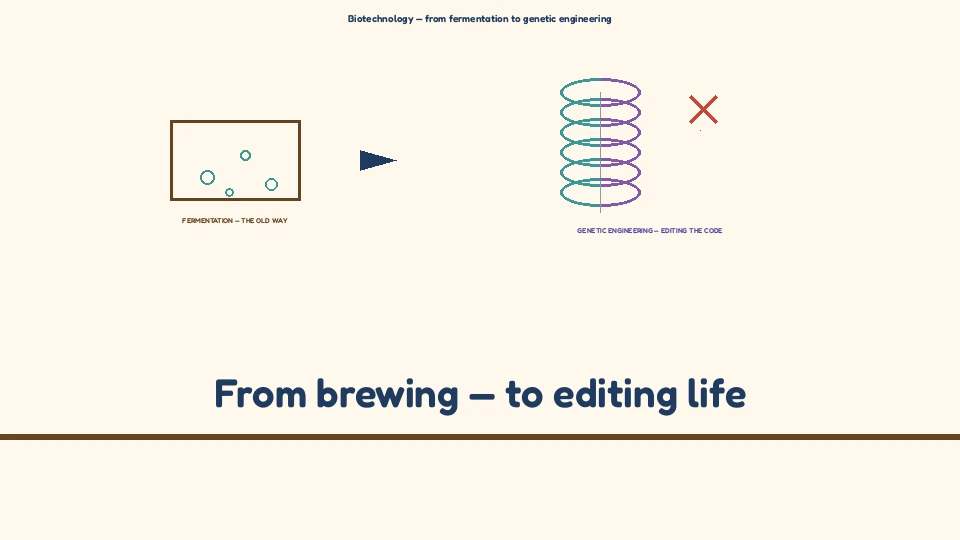 Biotechnology — from fermentation to genetic engineering
FERMENTATION — THE OLD WAY
GENETIC ENGINEERING — EDITING THE CODE
From brewing — to editing life